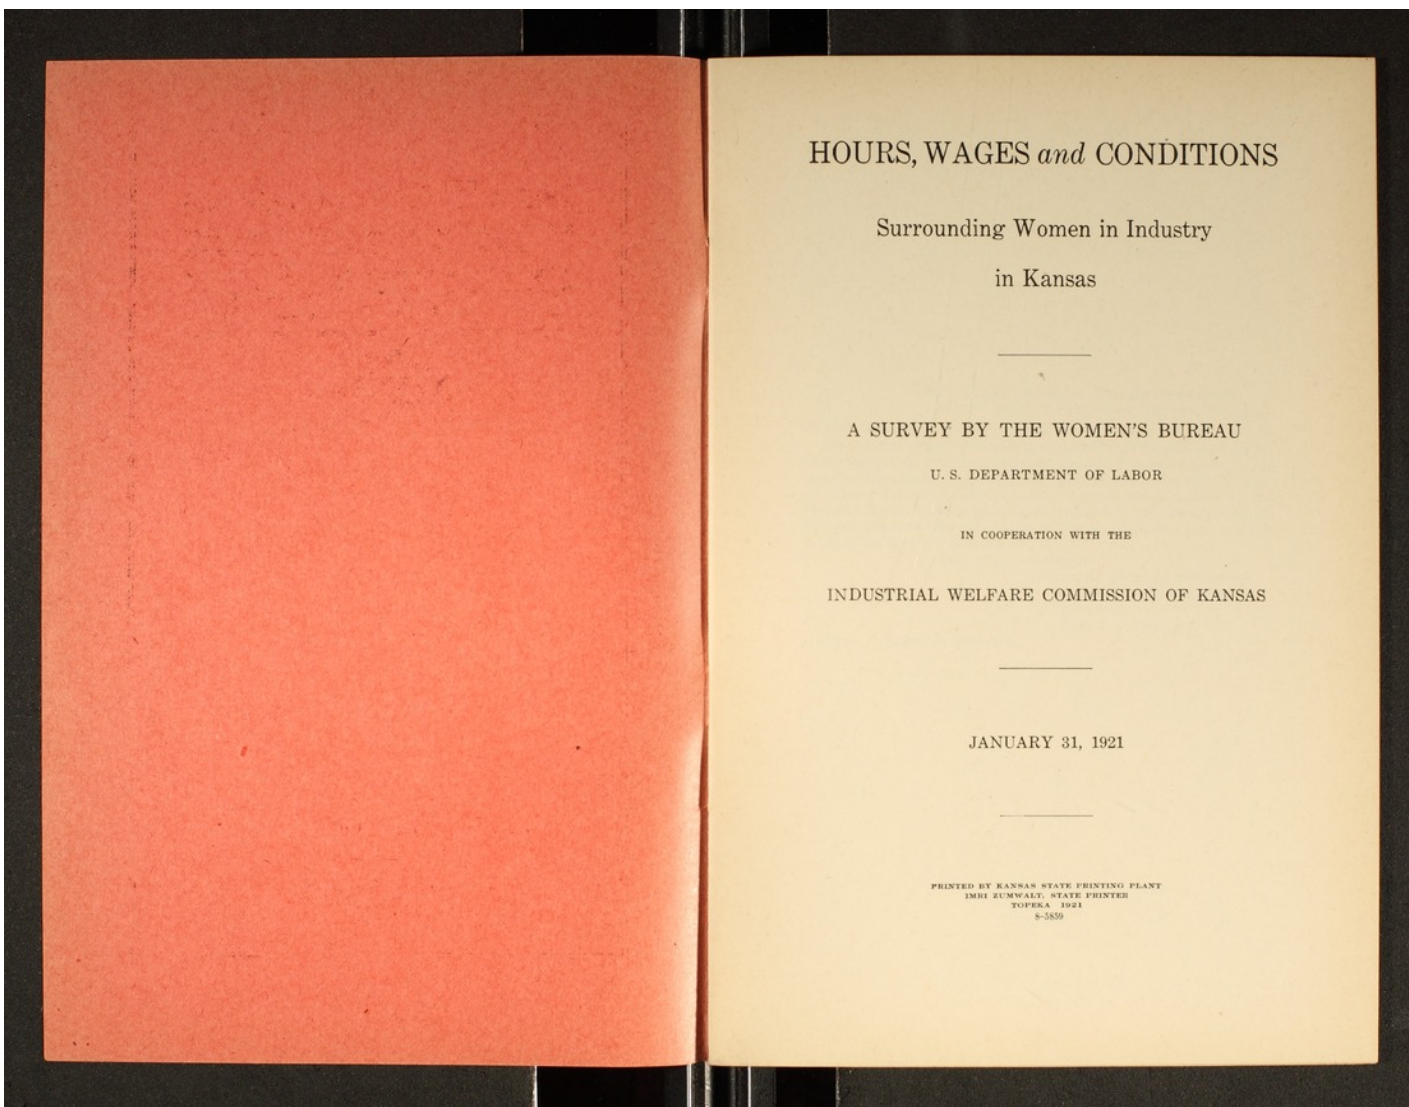 HOURS, WAGES and CONDITIONS
Surrounding Women in Industry
in Kansas
A SURVEY BY THE WOMEN'S BUREAU
U. S. DEPARTMENT OF LABOR
IN COOPERATION WITH THE
INDUSTRIAL WELFARE COMMISSION OF KANSAS
JANUARY 31, 1921
PRINTED BY KANSAS STATE PRINTING PLANT
IMRI ZUMWALT, STATE PRINTER
TOPEKA 1921
8-5859